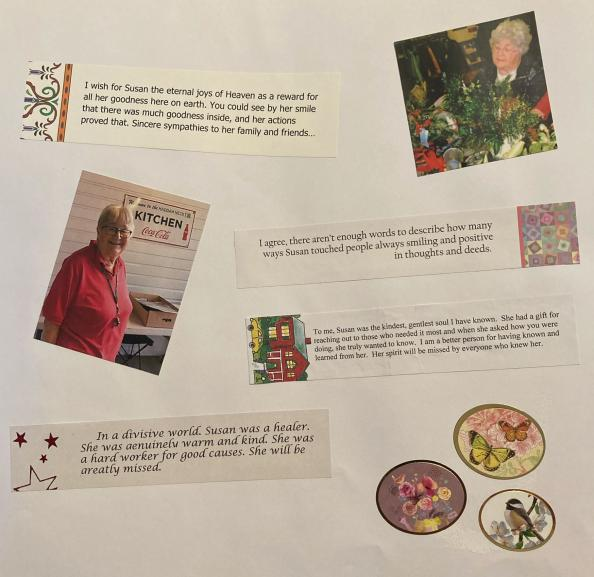 I wish for Susan the eternal joys of Heaven as a reward for
all her goodness here on earth. You could see by her smile
that there was much goodness inside, and her actions
proved that. Sincere sympathies to her family and friends...
KITCHEN
Coca-Cola
I agree, there aren't enough words to describe how many
ways Susan touched people always smiling and positive
in thoughts and deeds.
To me, Susan was the kindest, gentlest soul I have known. She had a gift for
reaching out to those who needed it most and when she asked how you were
doing, she truly wanted to know. I am a better person for having known and
learned from her. Her spirit will be missed by everyone who knew her.
In a divisive world. Susan was a healer.
She was genuinely warm and kind. She was
a hard worker for good causes. She will be
greatly missed.